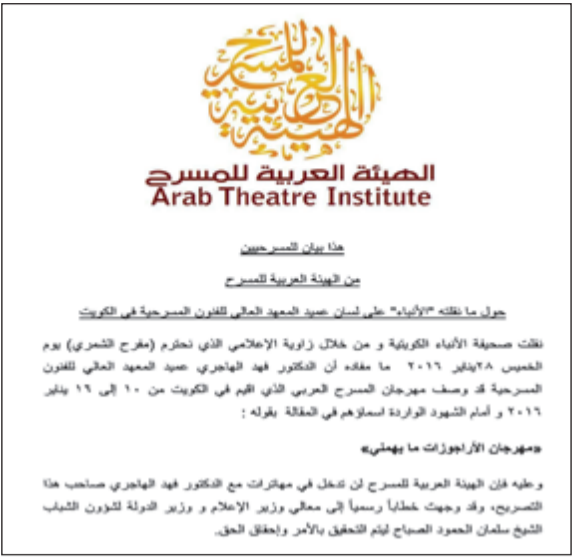 الهيئة العربية للمسرح
الهيئة العربية للمسرح
Arab Theatre Institute
هذا بيان للمسرحيين
من الهيئة العربية للمسرح
حول ما نقلته "الأنباء" على لسان عميد المعهد العالي للفنون المسرحية في الكويت
نقلت صحيفة الأنباء الكويتية و من خلال زاوية الإعلامي الذي نحترم (مفرح الشمري) يوم
الخميس ٢٨يناير ٢٠١٦ ما مفاده أن الدكتور فهد الهاجري عميد المعهد العالي للفنون
المسرحية قد وصف مهرجان المسرح العربي الذي اقيم في الكويت من ١٠ إلى ١٦ يناير
٢٠١٦ و أمام الشهود الواردة اسماؤهم في المقالة بقوله :
«مهرجان الأراجوزات ما يهمني»
و عليه فإن الهيئة العربية للمسرح لن تدخل في مهاترات مع الدكتور فهد الهاجري صاحب هذا
التصريح، وقد وجهت خطاباً رسمياً إلى معالي وزير الإعلام و وزير الدولة لشؤون الشباب
الشيخ سلمان الحمود الصباح ليتم التحقيق بالأمر وإحقاق الحق.